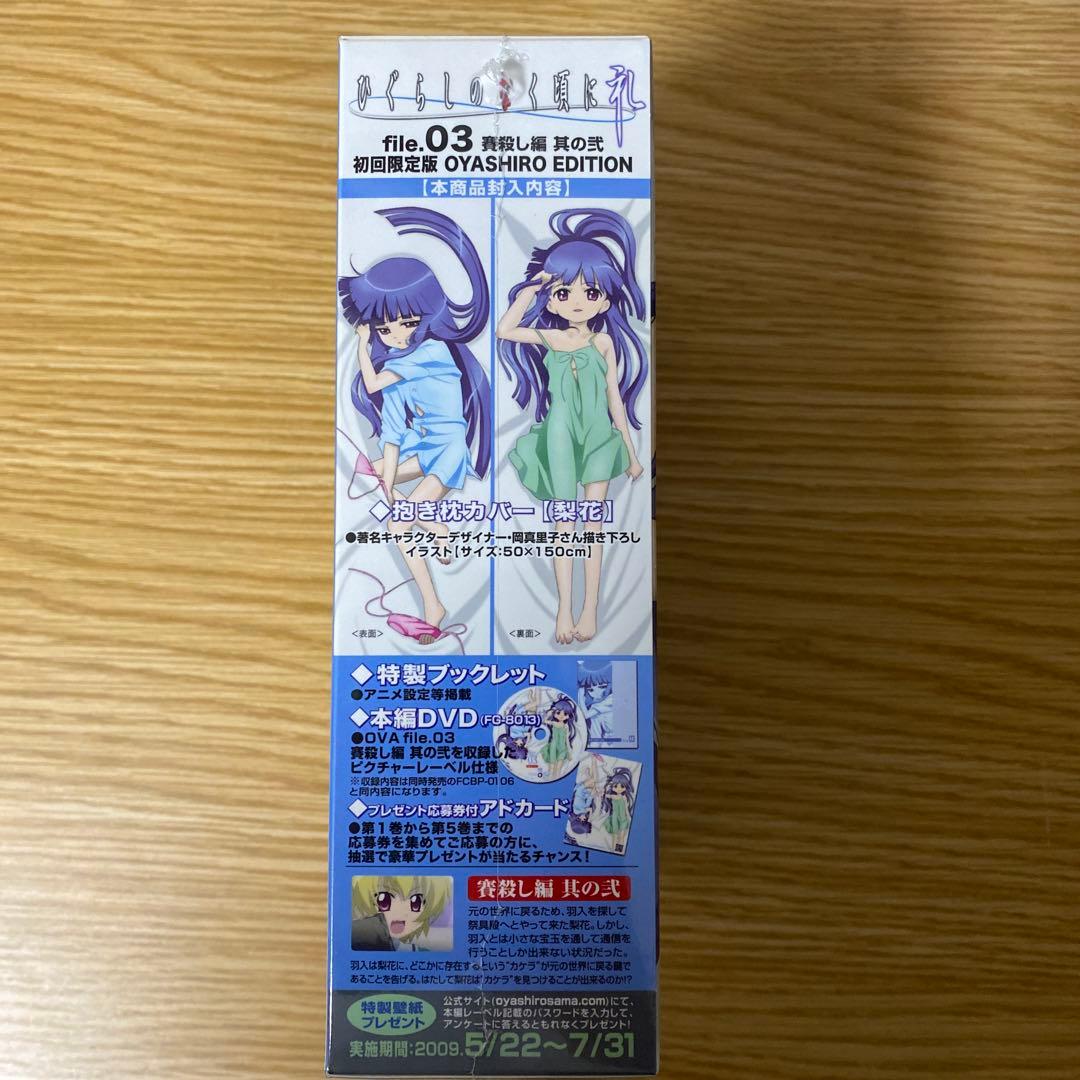 ひぐらしのく頃に礼
file.03 賽殺し編 其の弐
初回限定版 OYASHIRO EDITION
【本商品封入内容】
◆抱き枕カバー【梨花】
●著名キャラクターデザイナー・岡真里子さん描き下ろし
イラスト【サイズ:50×150cm】
<表面>
<裏面>
◆特製ブックレット
●アニメ設定等掲載
◆本編DVD(FG-8013)
●OVA file.03
賽殺し編 其の弐を収録した
ピクチャーレーベル仕様
※収録内容は同時発売のFCBP-0106
と同内容になります。
◆プレゼント応募券付アドカード
●第1巻から第5巻までの
応募券を集めてご応募の方に、
抽選で豪華プレゼントが当たるチャンス!
賽殺し編 其の弐
元の世界に戻るため、羽入を探して
祭具殿へとやって来た梨花。しかし、
羽入とは小さな宝玉を通して通信を
行うことしか出来ない状況だった。
羽入は梨花に、どこかに存在するという"カケラ"が元の世界に戻る鍵で
あることを告げる。はたして梨花は"カケラ"を見つけることが出来るのか!?
特製壁紙
プレゼント
公式サイト(oyashirosama.com)にて、
本編レーベル記載のパスワードを入力して、
アンケートに答えるともれなくプレゼント!
実施期間:2009.5/22〜7/31